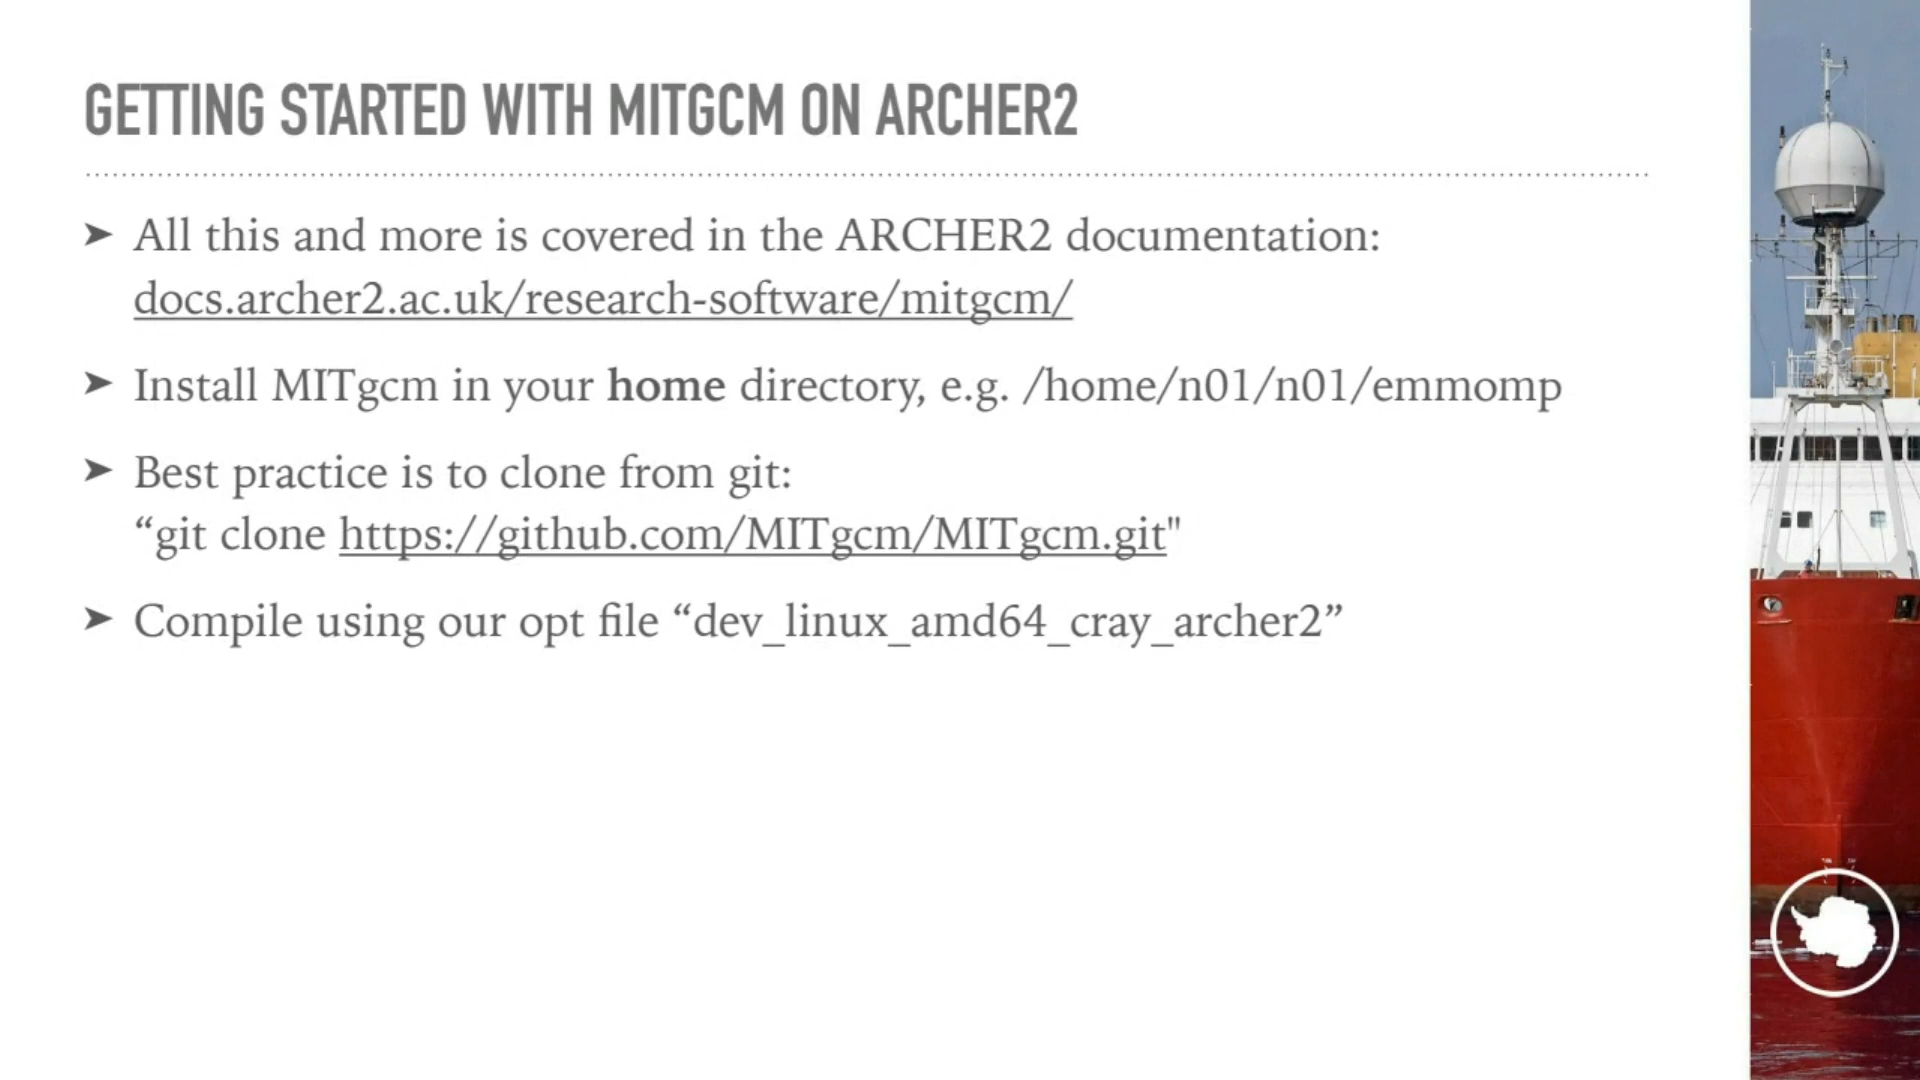 GETTING STARTED WITH MITGCM ON ARCHER2
➤ All this and more is covered in the ARCHER2 documentation:
docs.archer2.ac.uk/research-software/mitgcm/
➤ Install MITgcm in your home directory, e.g. /home/n01/n01/emmomp
➤ Best practice is to clone from git:
“git clone https://github.com/MITgcm/MITgcm.git"
➤ Compile using our opt file “dev_linux_amd64_cray_archer2”